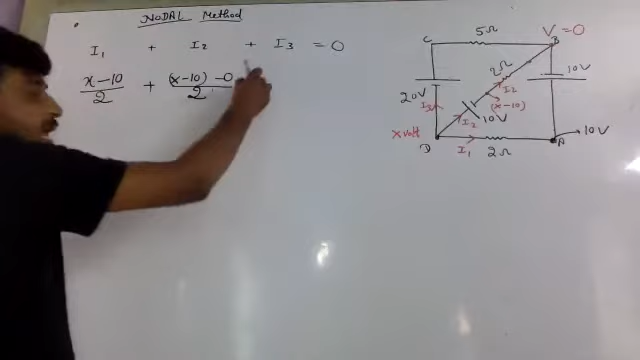 NODAL Method
I₁ + I₂ + I₃ = 0
x-10/2 + (x-10)-0/2
C 5Ω V=0 B
2Ω 10V
20V I₂
I₃ (x-10)
I₂ 10V
x volt 10V
D I₁ 2Ω A